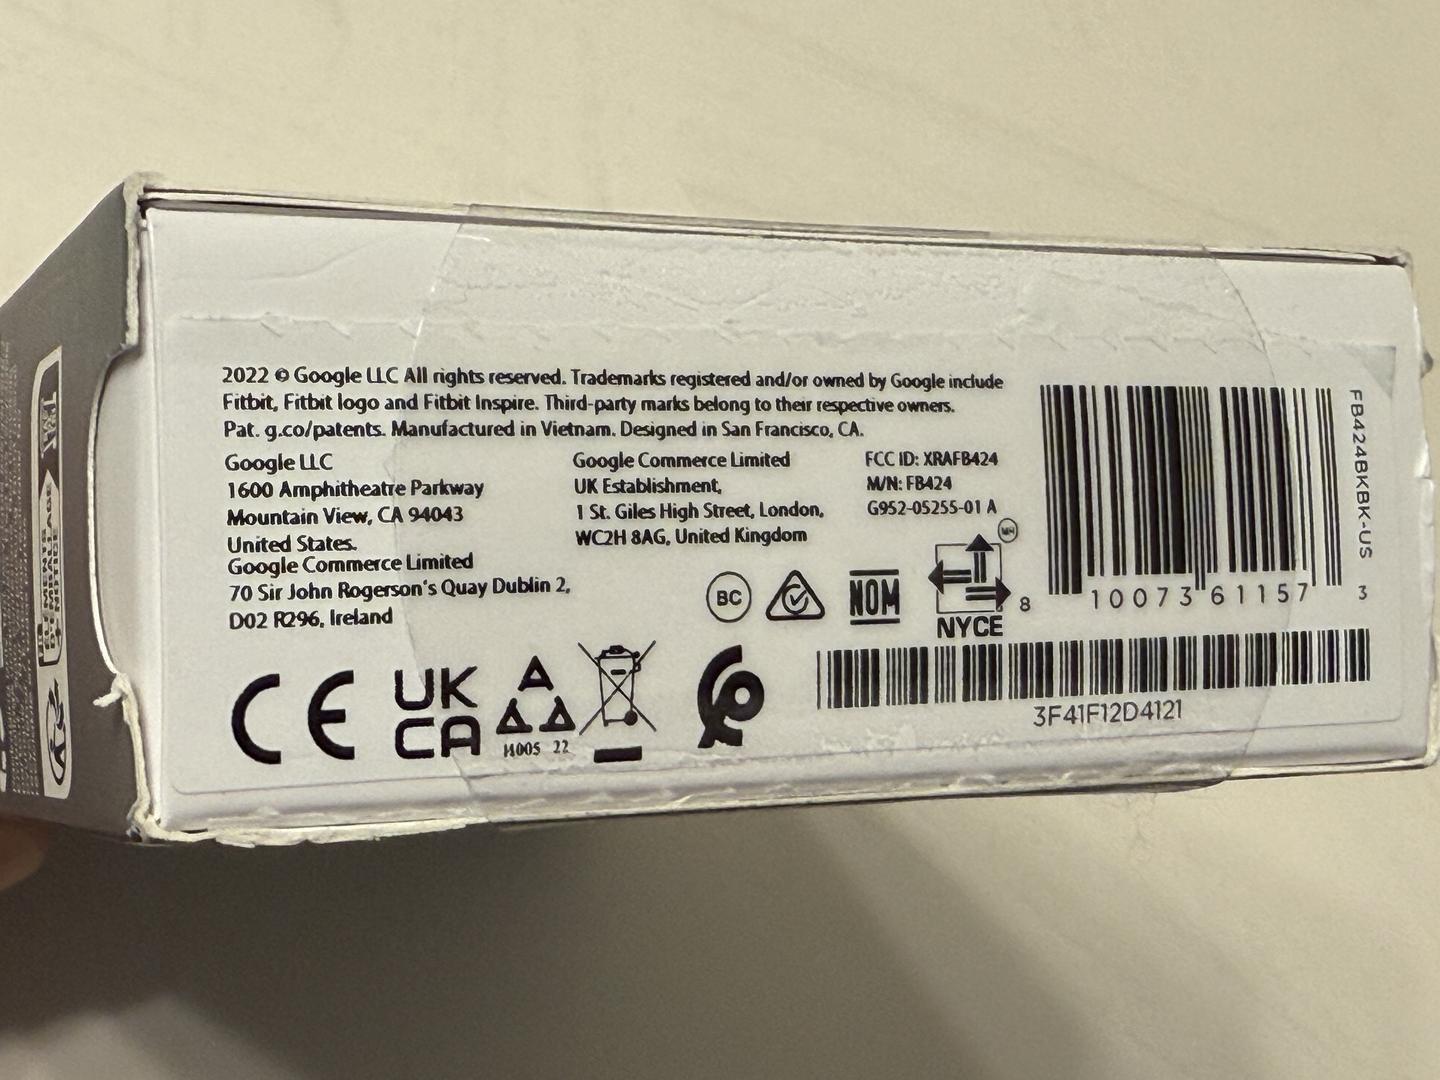 2022 © Google LLC All rights reserved. Trademarks registered and/or owned by Google include
Fitbit, Fitbit logo and Fitbit Inspire. Third-party marks belong to their respective owners.
Pat. g.co/patents. Manufactured in Vietnam. Designed in San Francisco, CA.
Google LLC
1600 Amphitheatre Parkway
Mountain View, CA 94043
United States.
Google Commerce Limited
70 Sir John Rogerson's Quay Dublin 2,
D02 R296, Ireland
Google Commerce Limited
UK Establishment,
1 St. Giles High Street, London,
WC2H 8AG, United Kingdom
FCC ID: XRAFB424
M/N: FB424
G952-05255-01 A
BC
NOM
NYCE
CE
UK
CA
22
8 10073 61157 3
FB424BKBK-US
3F41F12D4121
ÉLÉMENTS
D'EMBALLAGE
+ NOTICE